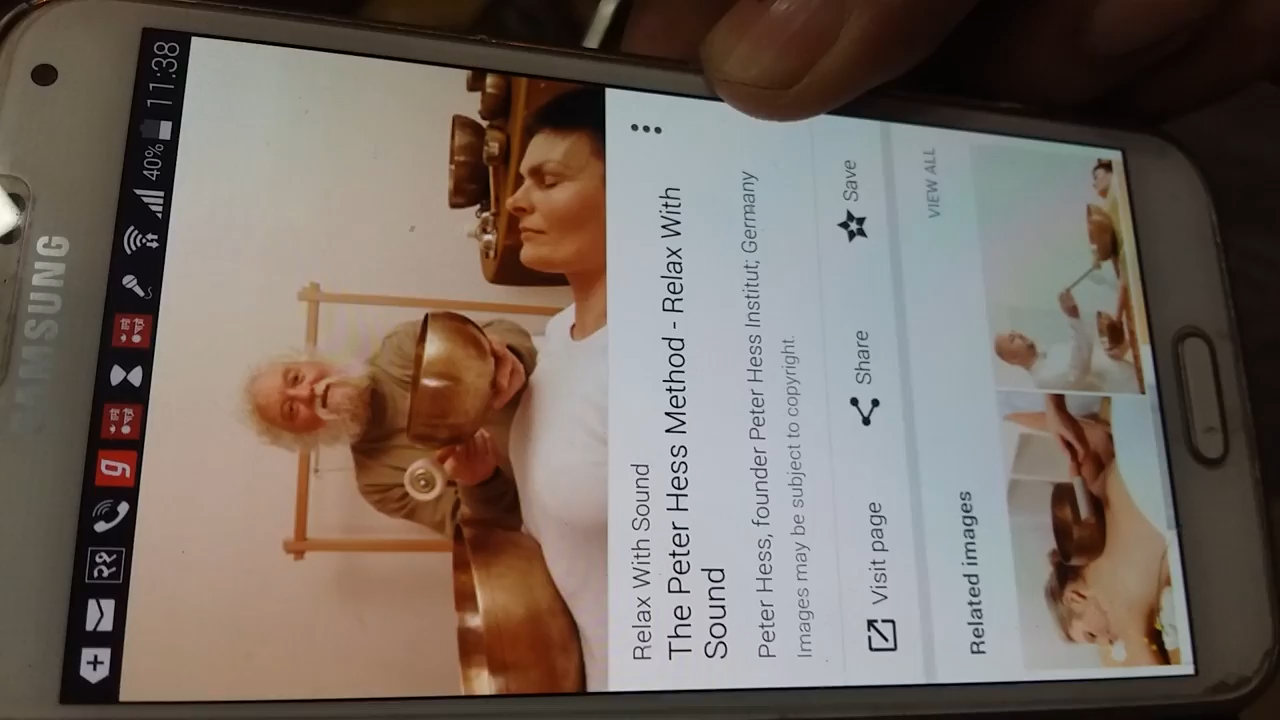 SAMSUNG
२१
g
40%
11:38
Relax With Sound
The Peter Hess Method - Relax With
Sound
Peter Hess, founder Peter Hess Institut; Germany
Images may be subject to copyright.
Visit page
Share
Save
Related images
VIEW ALL